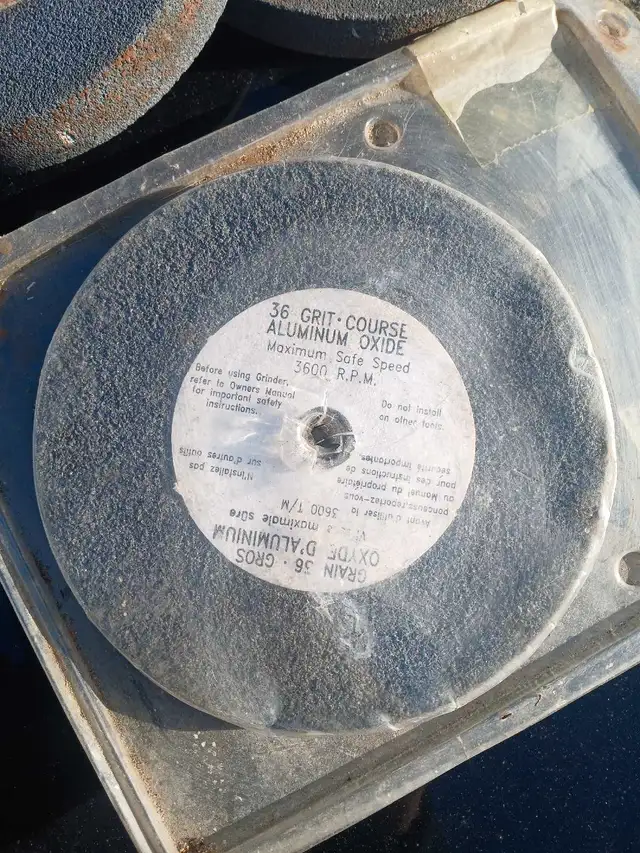 36 GRIT · COURSE
ALUMINUM OXIDE
Maximum Safe Speed
3600 R.P.M.
Before using Grinder,
refer to Owners Manual
for important safety
instructions.
Do not install
on other tools.
N'installez pas
sur d'autres outils
Avant d'utiliser la
ponceuse, reportez-vous
au Manuel du propriétaire
pour ces instructions de
sécurité importantes.
GRAIN 36 · GROS
OXYDE D'ALUMINIUM
maximale sûre
3600 T/M